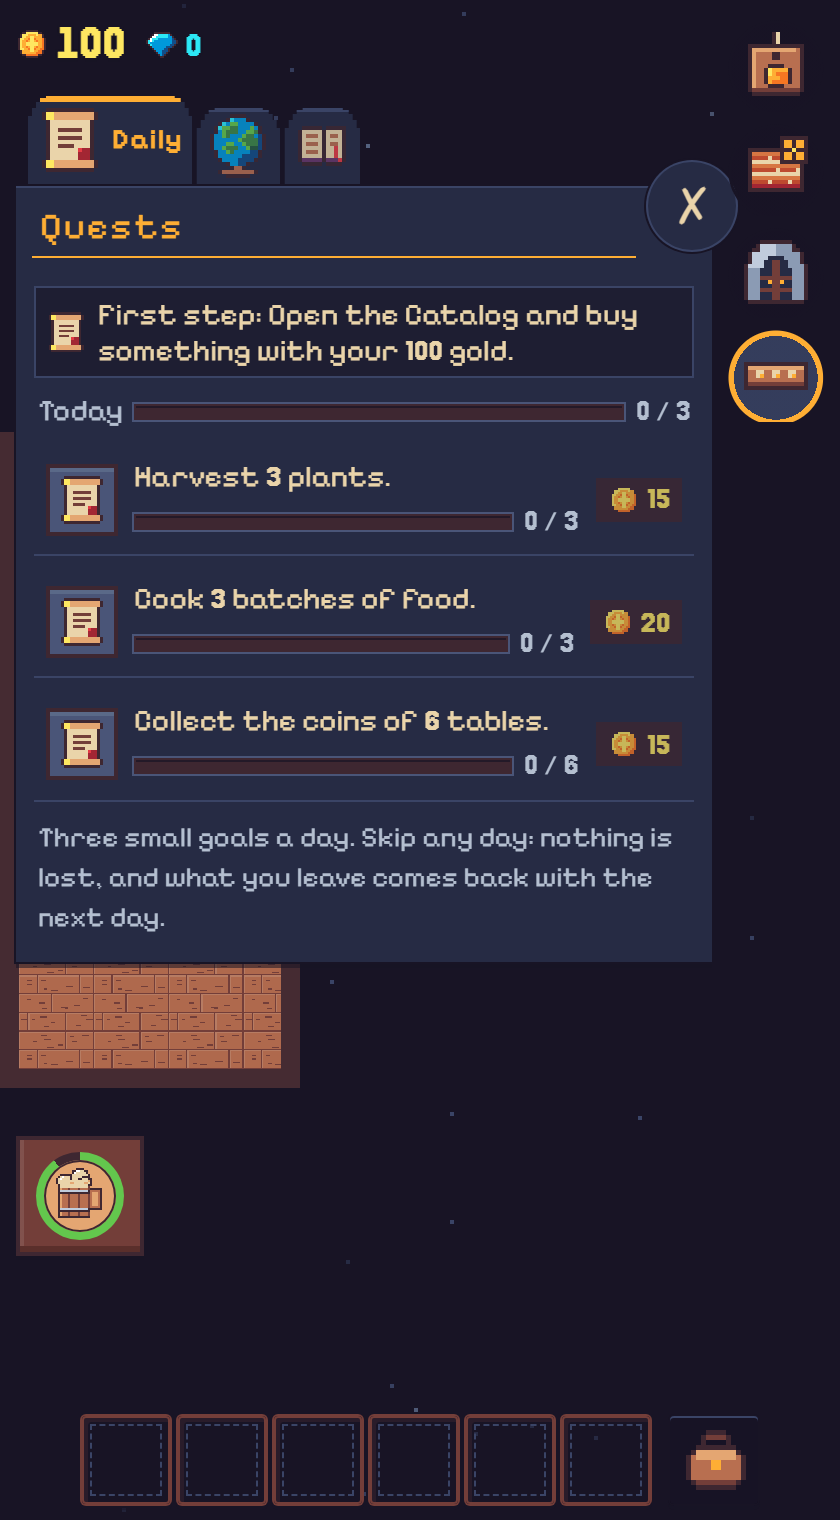 100 0
Daily
Quests
X
First step: Open the Catalog and buy
something with your 100 gold.
Today 0 / 3
Harvest 3 plants.
0 / 3
15
Cook 3 batches of food.
0 / 3
20
Collect the coins of 6 tables.
0 / 6
15
Three small goals a day. Skip any day: nothing is
lost, and what you leave comes back with the
next day.